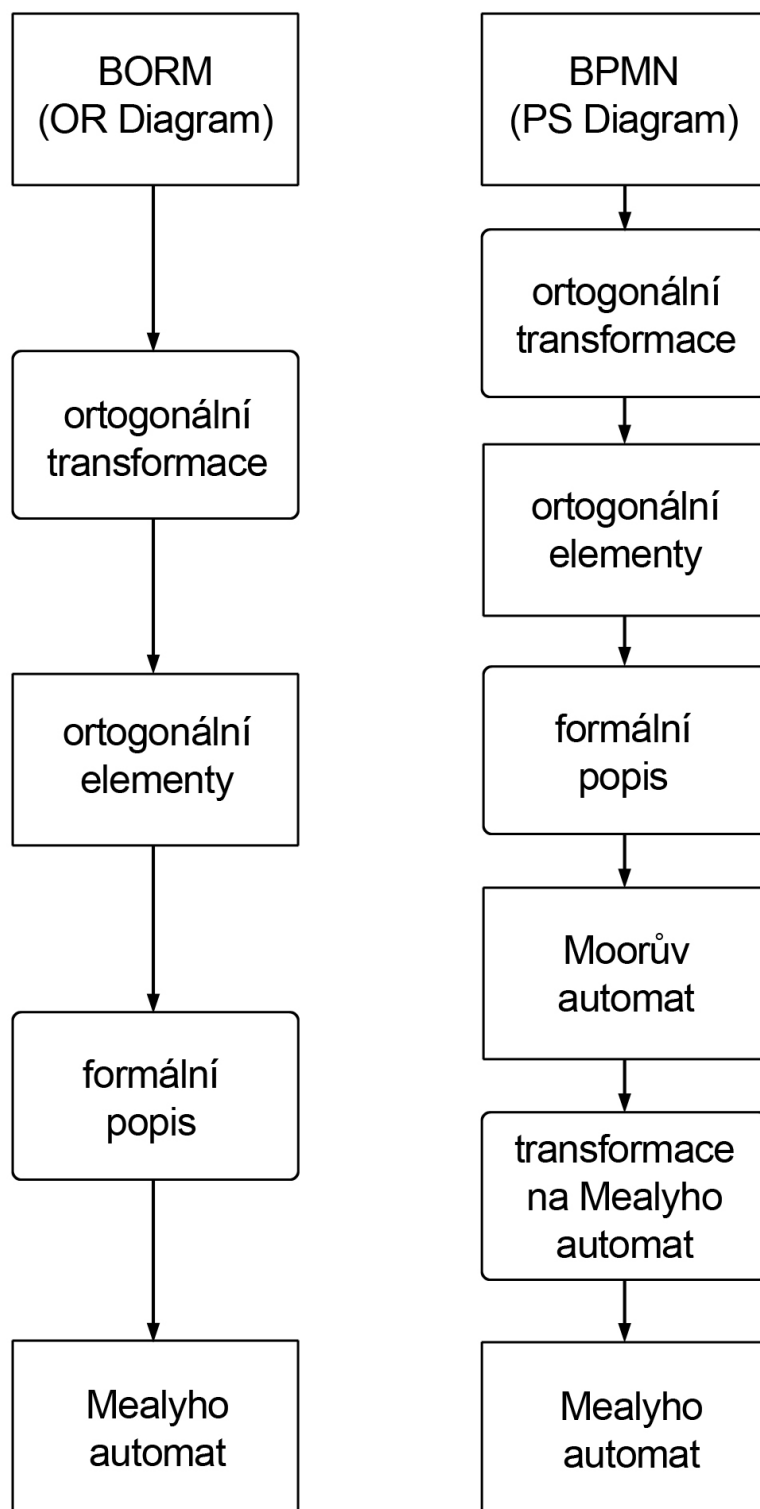 BORM
(OR Diagram)
ortogonální
transformace
ortogonální
elementy
formální
popis
Mealyho
automat
BPMN
(PS Diagram)
ortogonální
transformace
ortogonální
elementy
formální
popis
Moorův
automat
transformace
na Mealyho
automat
Mealyho
automat